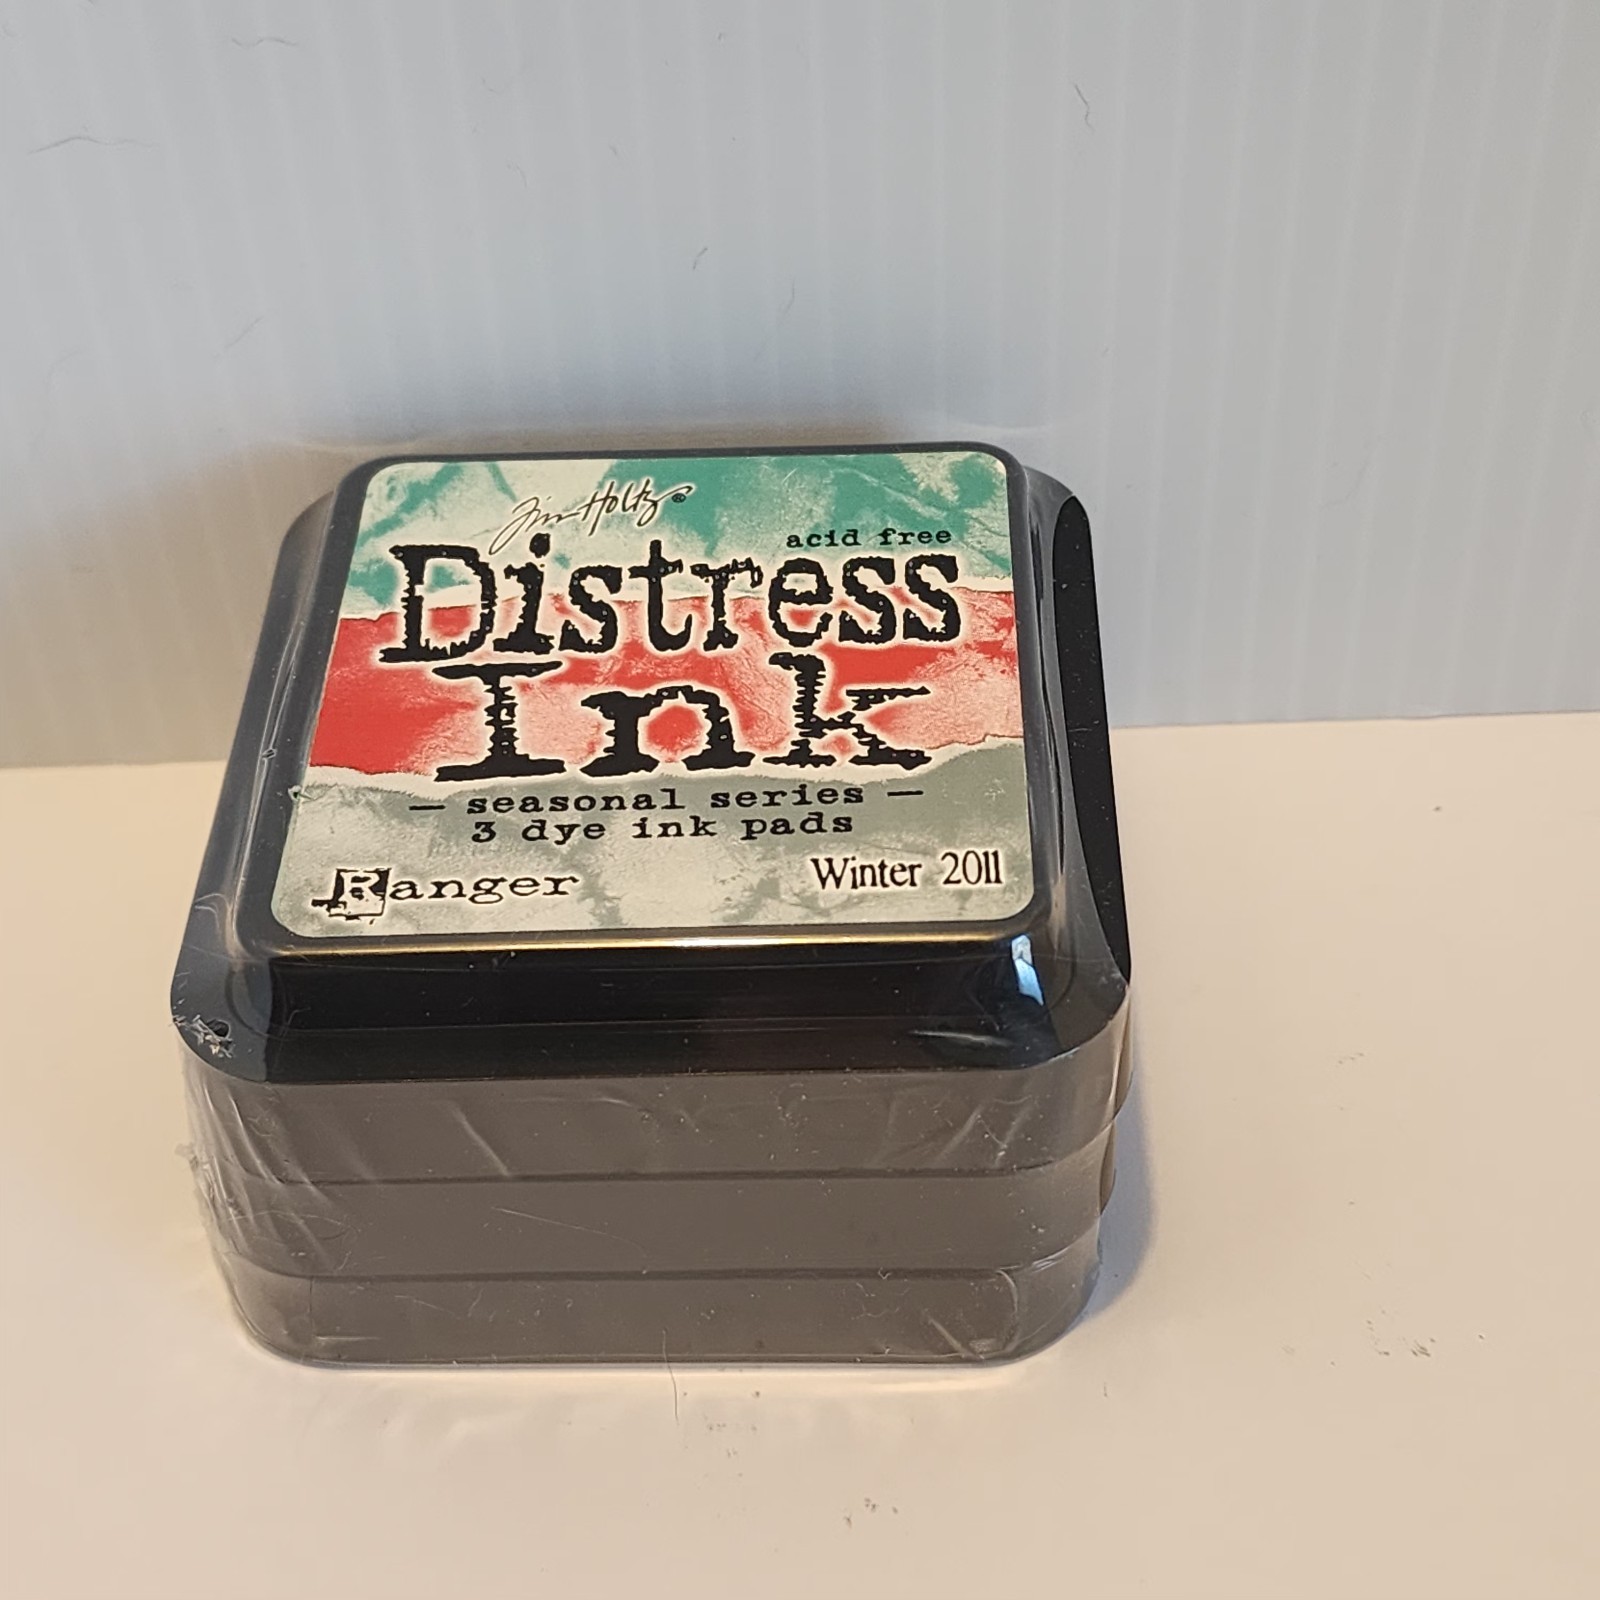 Tim Holtz®
acid free
Distress
Ink
— seasonal series —
3 dye ink pads
Ranger
Winter 2011